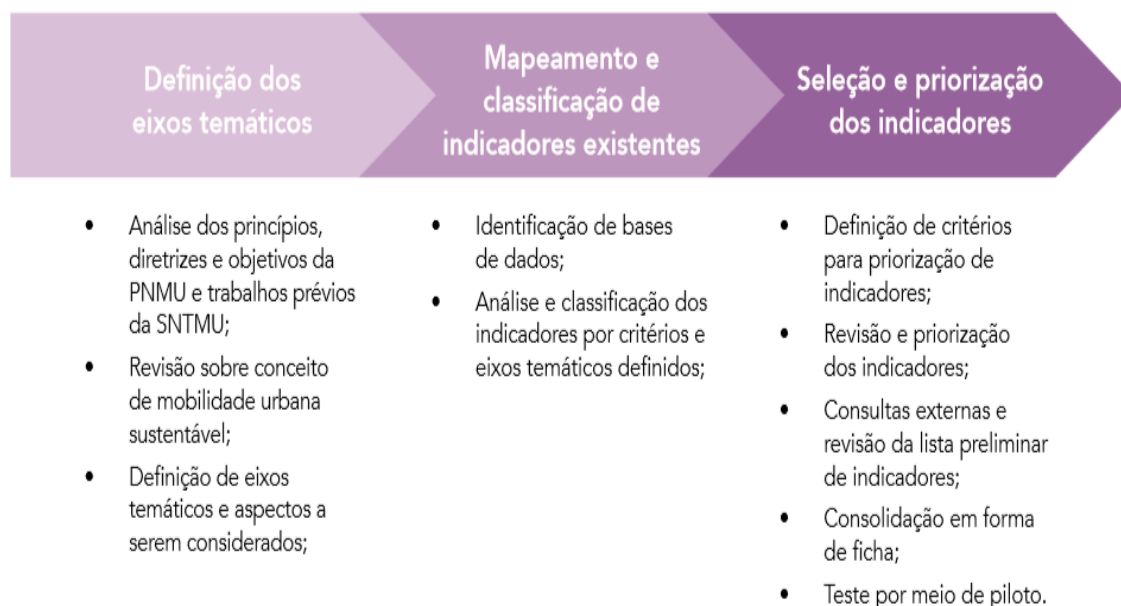 Definição dos
eixos temáticos
Mapeamento e
classificação de
indicadores existentes
Seleção e priorização
dos indicadores
• Análise dos princípios,
diretrizes e objetivos da
PNMU e trabalhos prévios
da SNTMU;
• Revisão sobre conceito
de mobilidade urbana
sustentável;
• Definição de eixos
temáticos e aspectos a
serem considerados;
• Identificação de bases
de dados;
• Análise e classificação dos
indicadores por critérios e
eixos temáticos definidos;
• Definição de critérios
para priorização de
indicadores;
• Revisão e priorização
dos indicadores;
• Consultas externas e
revisão da lista preliminar
de indicadores;
• Consolidação em forma
de ficha;
• Teste por meio de piloto.